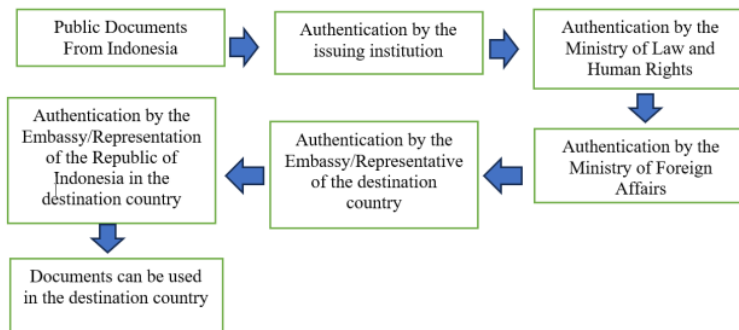 Public Documents
From Indonesia
Authentication by the
issuing institution
Authentication by the
Ministry of Law and
Human Rights
Authentication by the
Ministry of Foreign
Affairs
Authentication by the
Embassy/Representative
of the destination
country
Authentication by the
Embassy/Representation
of the Republic of
Indonesia in the
destination country
Documents can be used
in the destination country